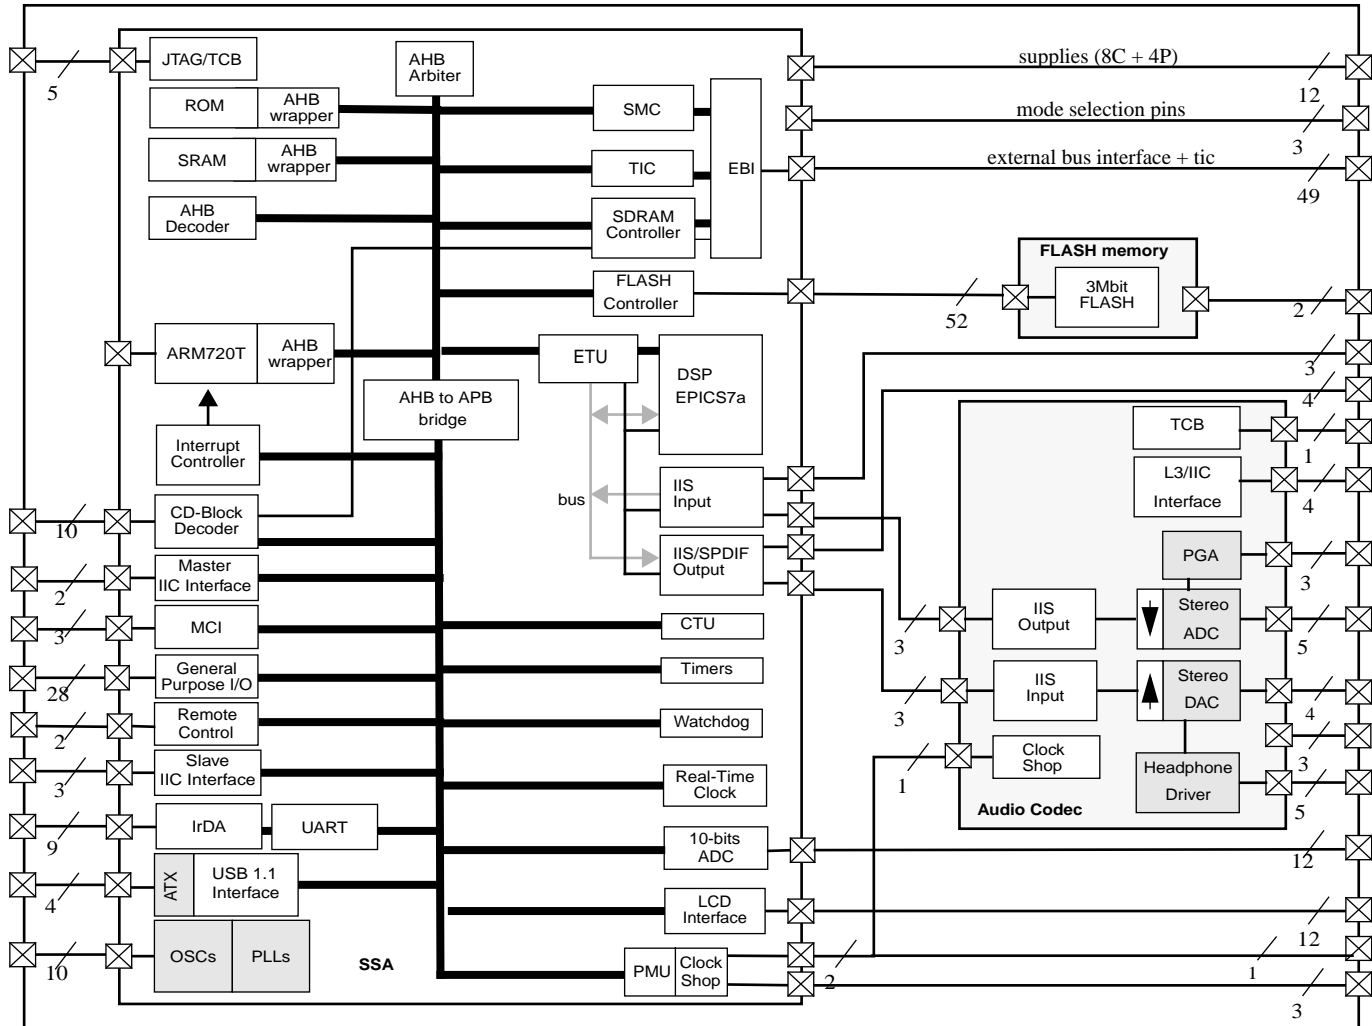 JTAG/TCB
5
AHB
Arbiter
supplies (8C + 4P)
12
ROM
AHB
wrapper
SMC
mode selection pins
3
SRAM
AHB
wrapper
TIC
EBI
external bus interface + tic
49
AHB
Decoder
SDRAM
Controller
FLASH memory
FLASH
Controller
3Mbit
FLASH
52
2
ARM720T
AHB
wrapper
ETU
DSP
EPICS7a
3
4
AHB to APB
bridge
TCB
1
Interrupt
Controller
L3/IIC
Interface
4
IIS
Input
bus
CD-Block
Decoder
10
IIS/SPDIF
Output
PGA
3
Master
IIC Interface
2
IIS
Output
Stereo
ADC
3
5
MCI
3
CTU
General
Purpose I/O
28
Timers
IIS
Input
Stereo
DAC
3
4
Remote
Control
2
Watchdog
3
Slave
IIC Interface
3
Real-Time
Clock
Clock
Shop
1
Headphone
Driver
5
Audio Codec
IrDA
UART
9
10-bits
ADC
12
ATX
USB 1.1
Interface
4
LCD
Interface
12
OSCs
PLLs
10
SSA
PMU
Clock
Shop
2
1
3